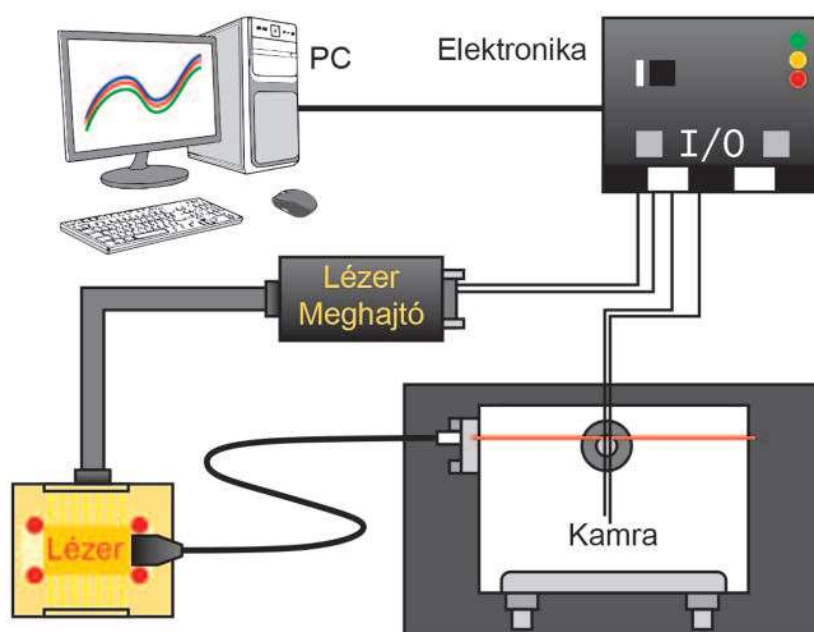 PC
Elektronika
I/O
Lézer
Meghajtó
Lézer
Kamra